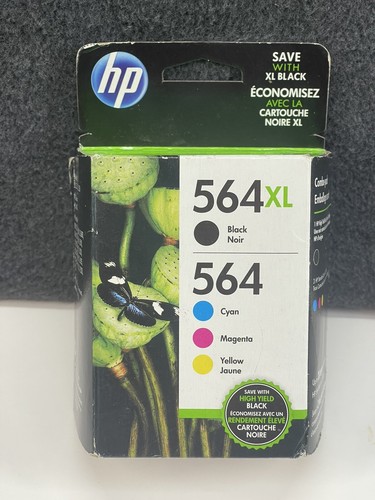 hp
SAVE
WITH
XL BLACK
ÉCONOMISEZ
AVEC LA
CARTOUCHE
NOIRE XL
564XL
Black
Noir
564
Cyan
Magenta
Yellow
Jaune
SAVE WITH
HIGH YIELD
BLACK
ÉCONOMISEZ AVEC UN
RENDEMENT ÉLEVÉ
CARTOUCHE
NOIRE